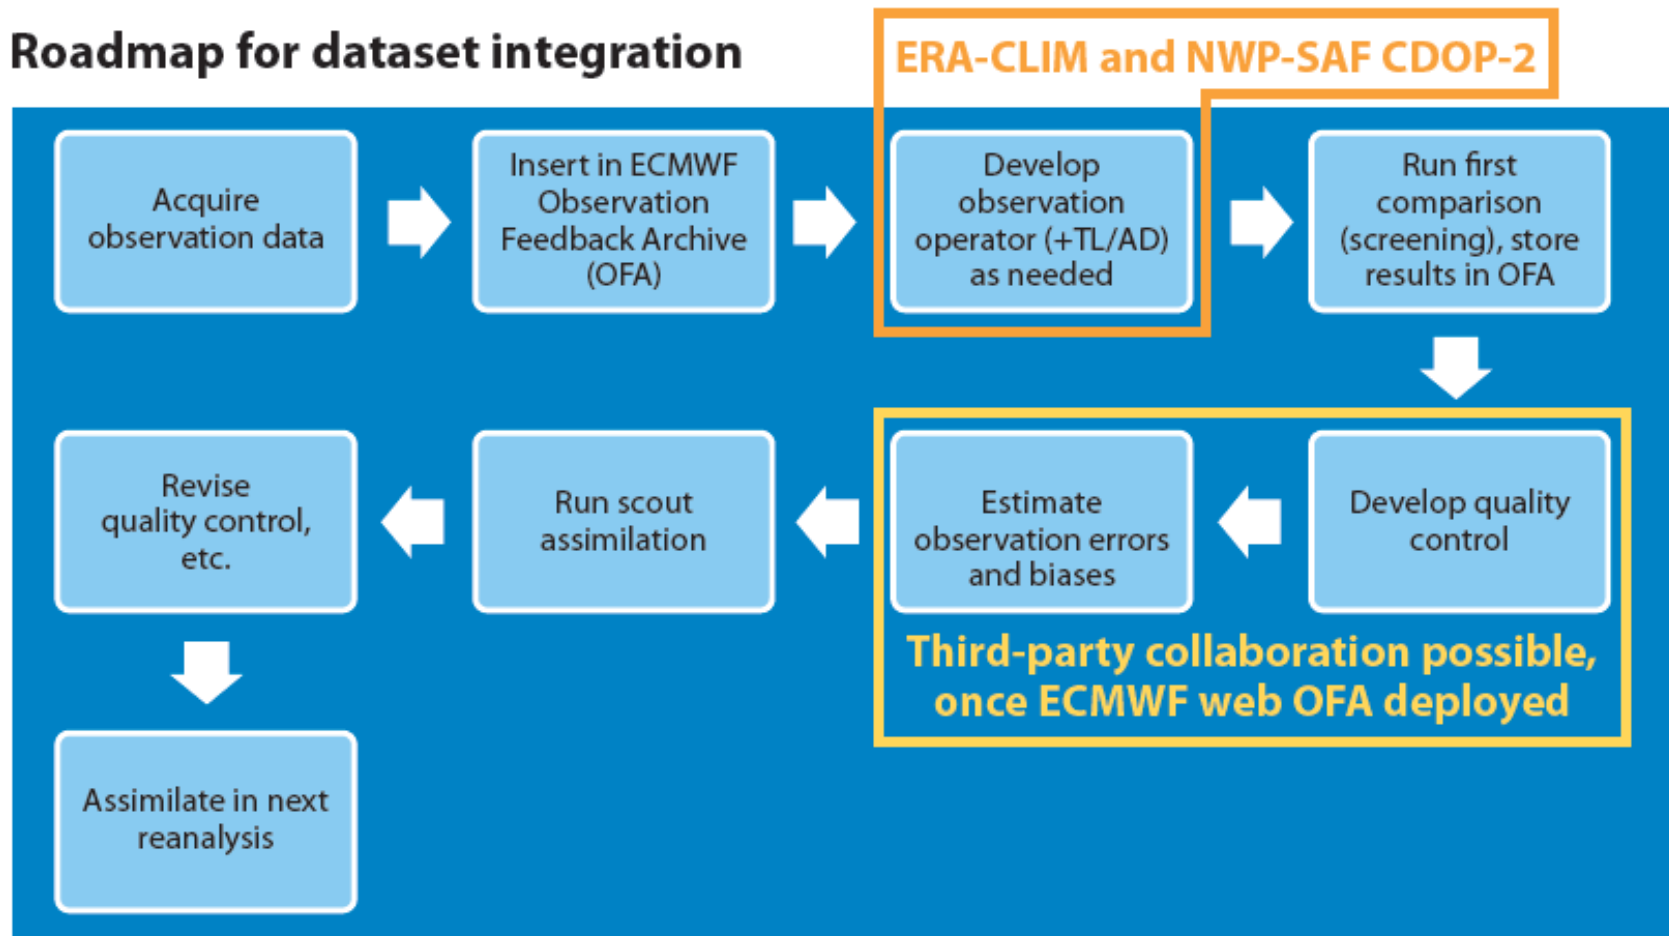 Roadmap for dataset integration
ERA-CLIM and NWP-SAF CDOP-2
Acquire
observation data
Insert in ECMWF
Observation
Feedback Archive
(OFA)
Develop
observation
operator (+TL/AD)
as needed
Run first
comparison
(screening), store
results in OFA
Develop quality
control
Estimate
observation errors
and biases
Third-party collaboration possible,
once ECMWF web OFA deployed
Run scout
assimilation
Revise
quality control,
etc.
Assimilate in next
reanalysis